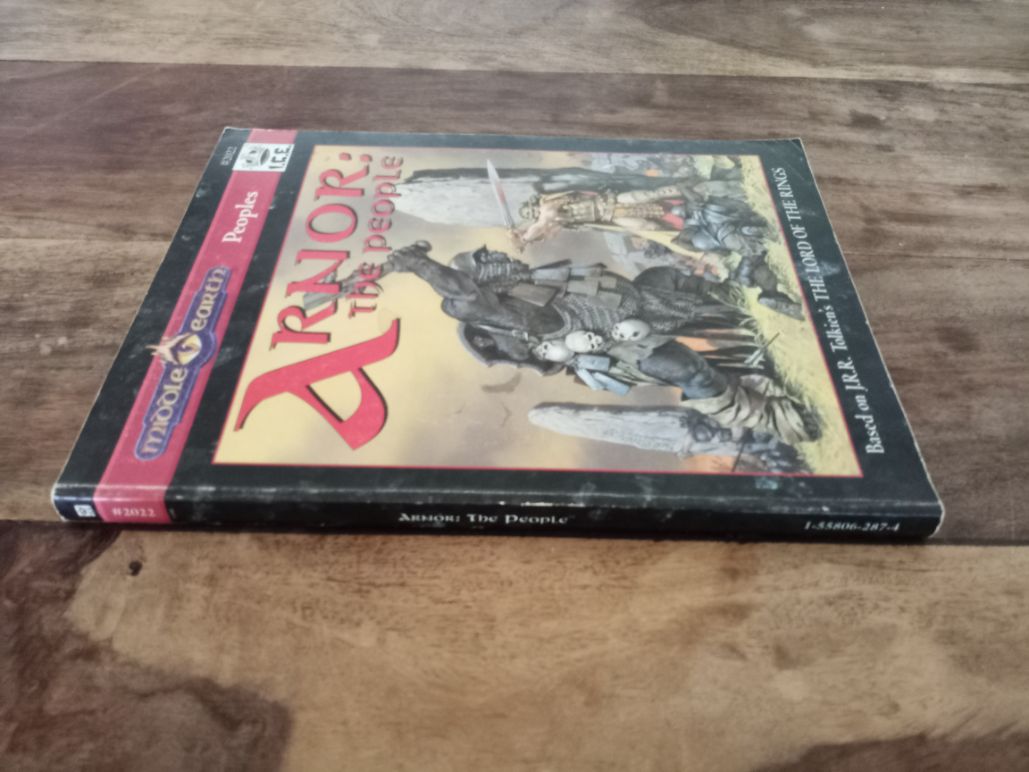 #2022
I.C.E.
Peoples
MIDDLE EARTH
ARNOR:
The people
Based on J.R.R. Tolkien's THE LORD OF THE RINGS
#2022
ARNOR: THE PEOPLE
1-55806-287-4